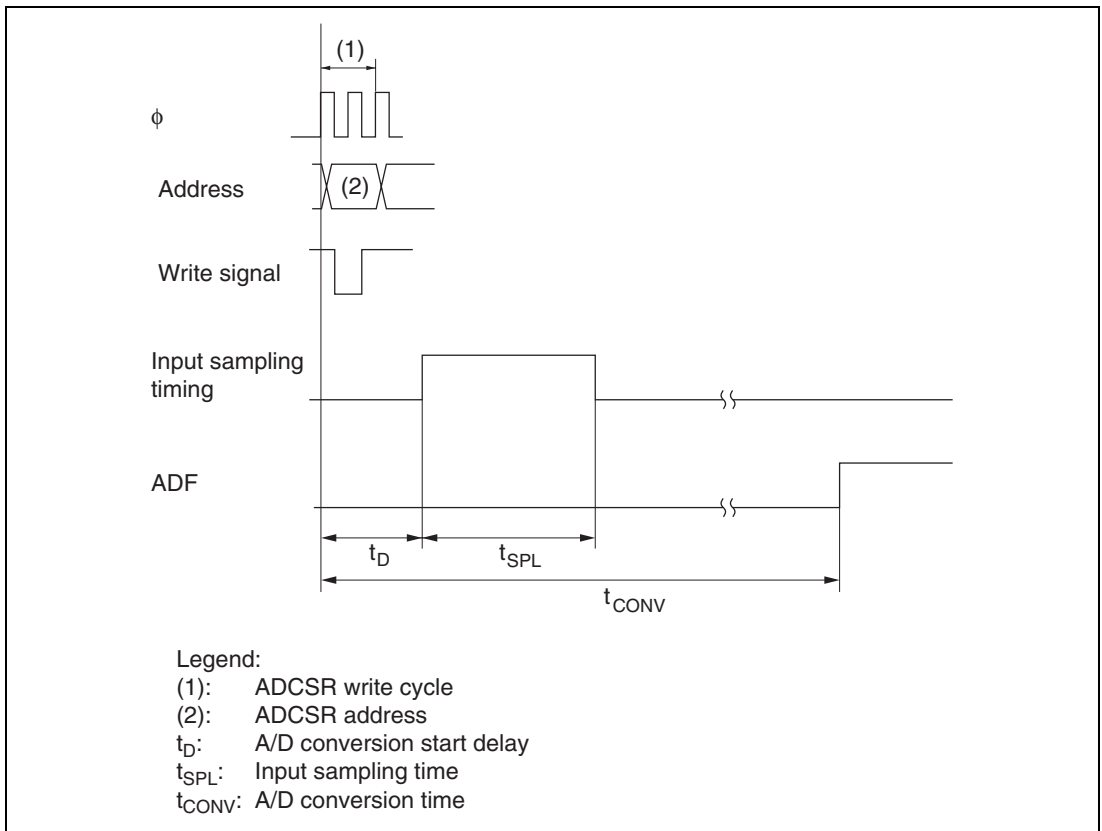 (1)
ϕ
Address
(2)
Write signal
Input sampling
timing
ADF
tD
tSPL
tCONV
Legend:
(1): ADCSR write cycle
(2): ADCSR address
tD: A/D conversion start delay
tSPL: Input sampling time
tCONV: A/D conversion time